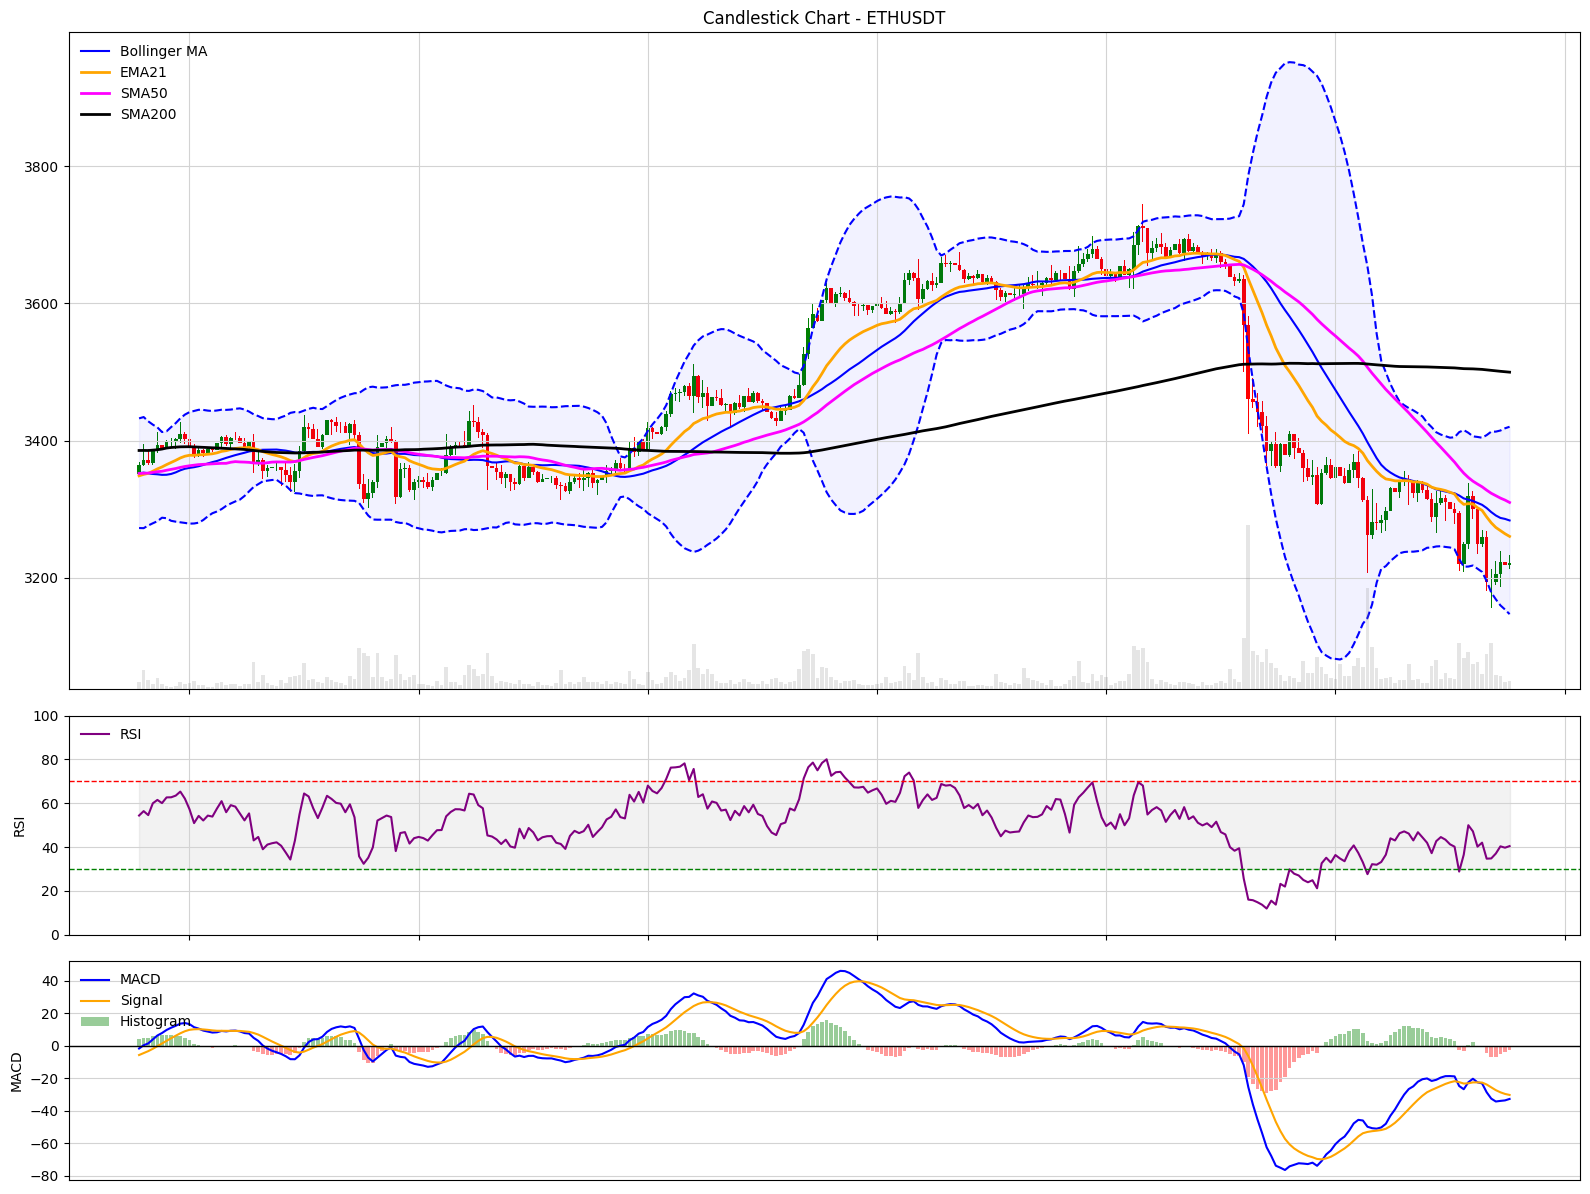 Candlestick Chart - ETHUSDT
Bollinger MA
EMA21
SMA50
SMA200
3800
3600
3400
3200
RSI
100
80
60
40
20
0
RSI
MACD
Signal
Histogram
40
20
0
−20
−40
−60
−80
MACD